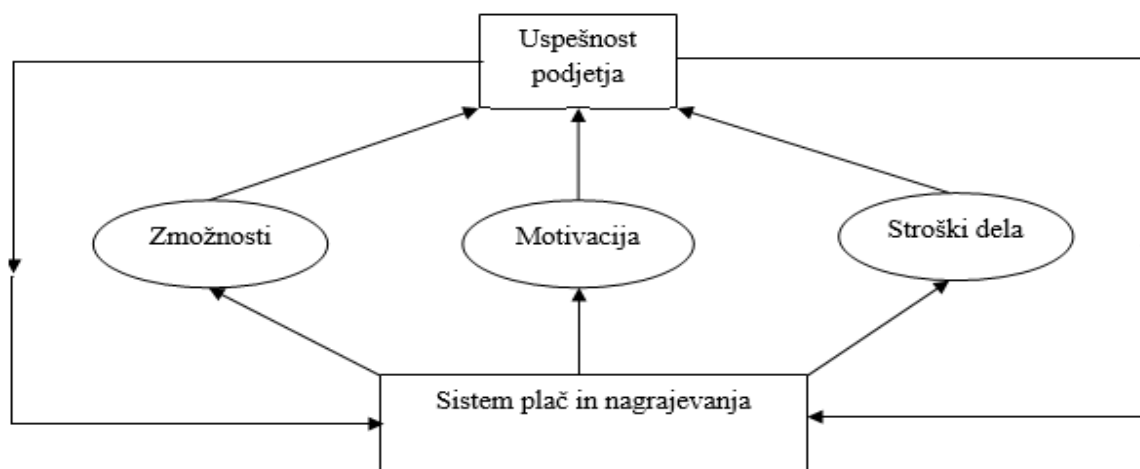 Uspešnost
podjetja
Zmožnosti
Motivacija
Stroški dela
Sistem plač in nagrajevanja